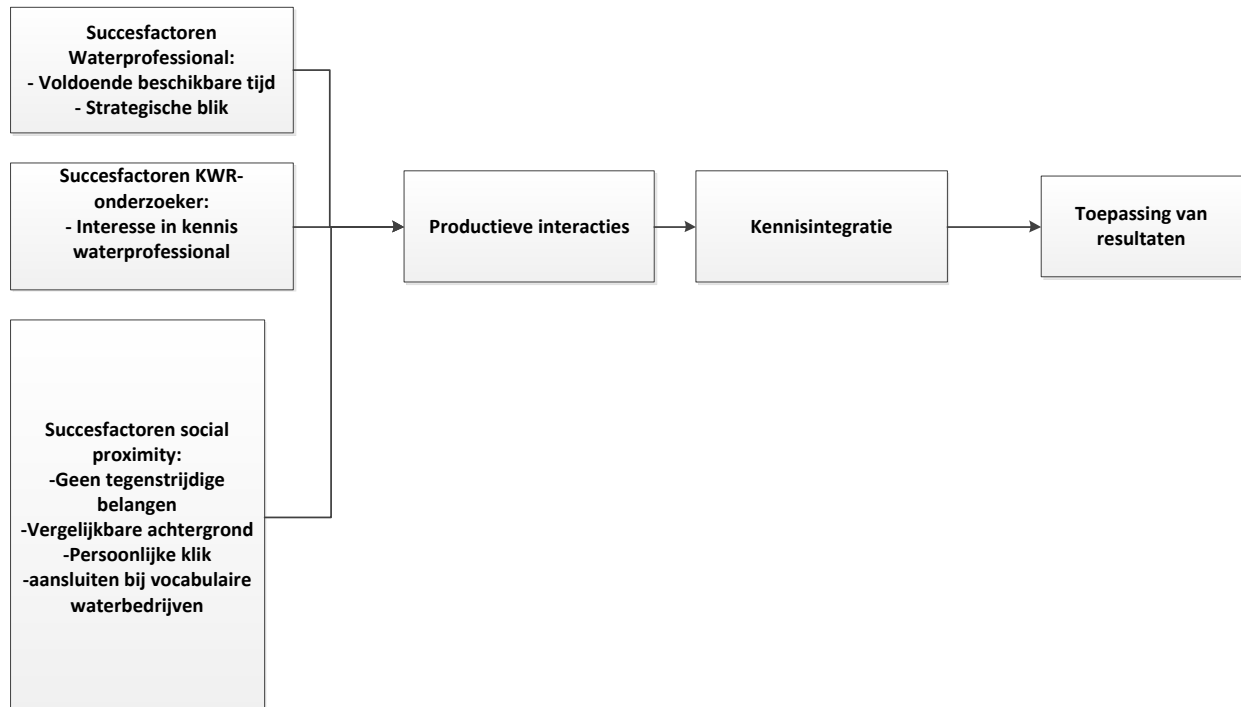 Succesfactoren
Waterprofessional:
- Voldoende beschikbare tijd
- Strategische blik
Succesfactoren KWR-
onderzoeker:
- Interesse in kennis
waterprofessional
Succesfactoren social
proximity:
-Geen tegenstrijdige
belangen
-Vergelijkbare achtergrond
-Persoonlijke klik
-aansluiten bij vocabulaire
waterbedrijven
Productieve interacties
Kennisintegratie
Toepassing van
resultaten